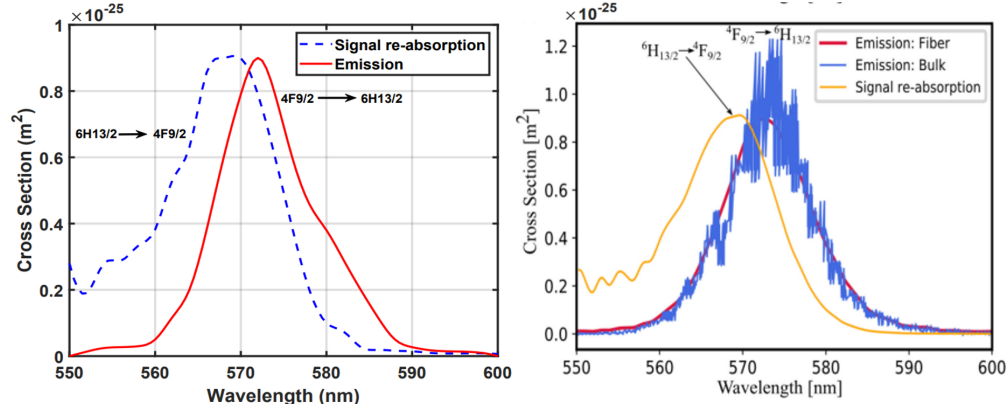 ×10-25
1
0.8
0.6
0.4
0.2
0
Cross Section (m2)
Signal re-absorption
Emission
4F9/2 → 6H13/2
6H13/2 → 4F9/2
550 560 570 580 590 600
Wavelength (nm)
×10-25
1.2
1.0
0.8
0.6
0.4
0.2
0.0
Cross Section [m2]
4F9/2 → 6H13/2
6H13/2 → 4F9/2
Emission: Fiber
Emission: Bulk
Signal re-absorption
550 560 570 580 590 600
Wavelength [nm]